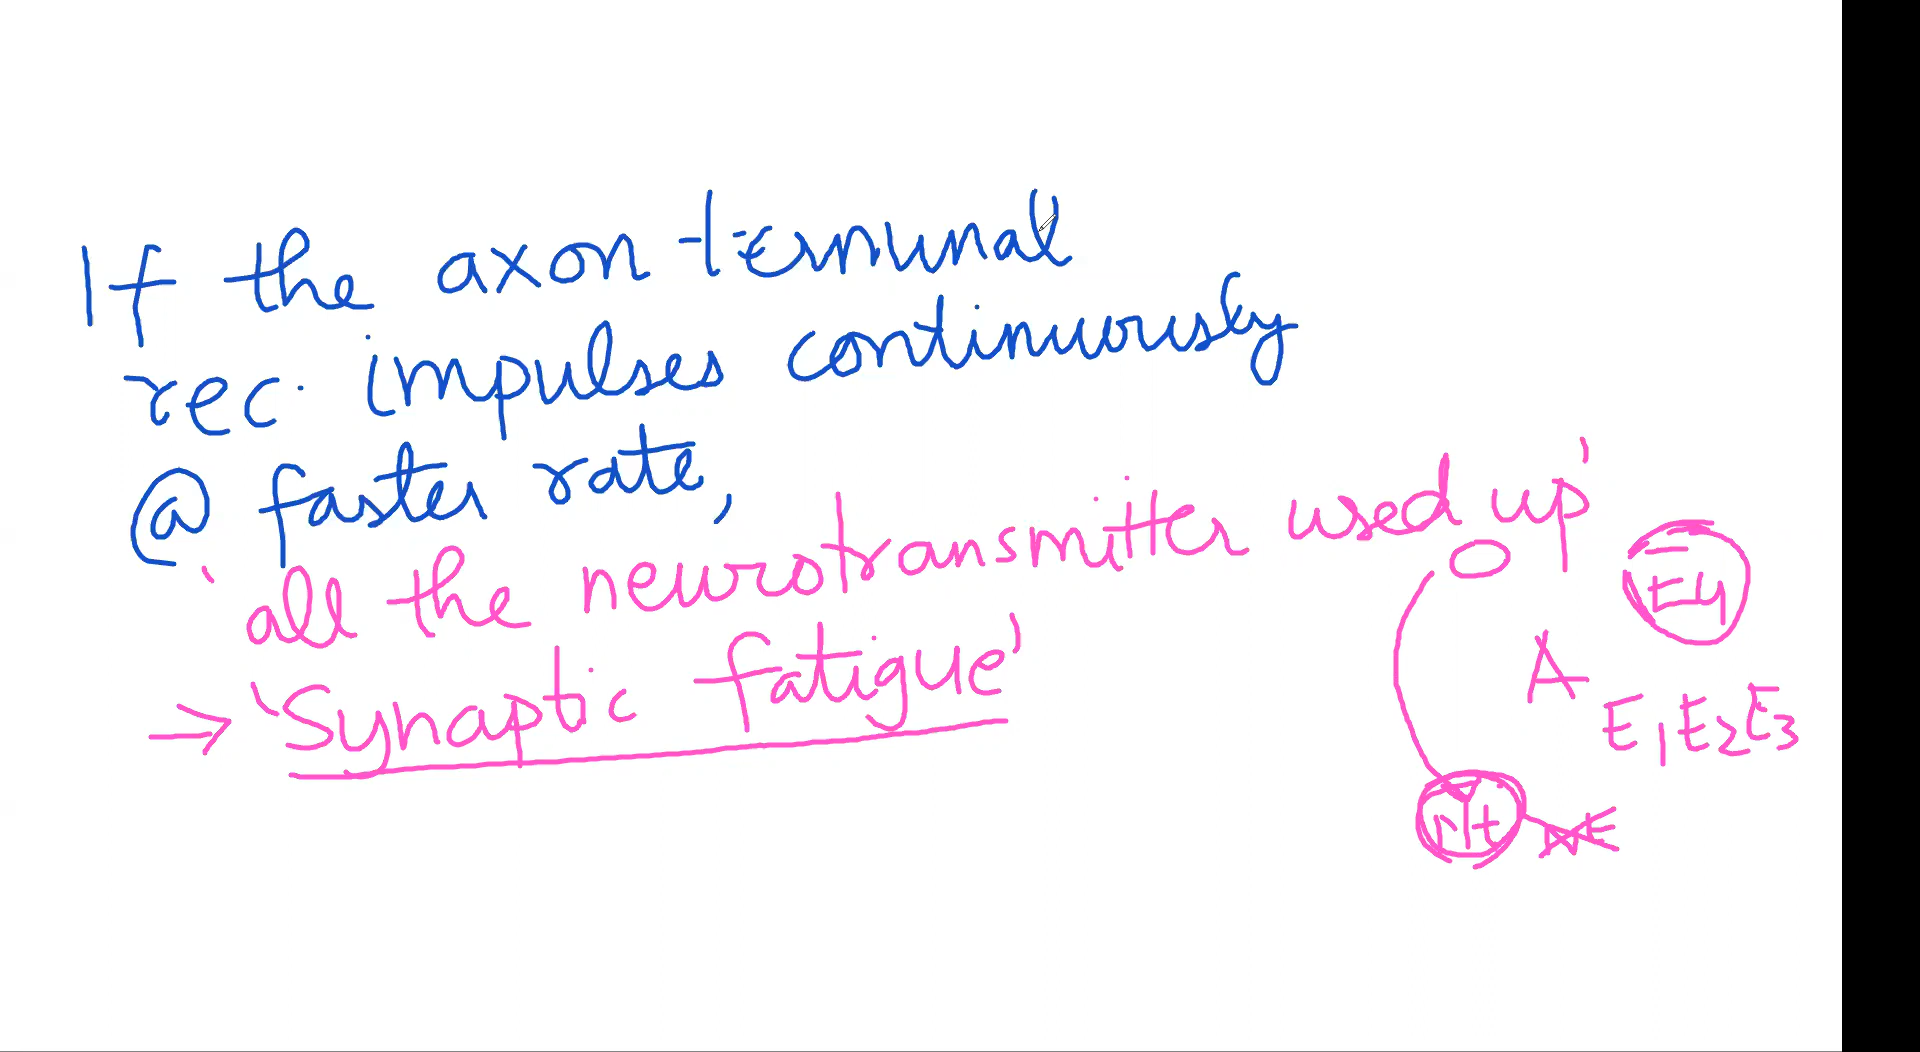 If the axon terminal
rec. impulses continuously
@ faster rate,
'all the neurotransmitter used up'
→ 'Synaptic fatigue'
E4
A
E1E2E3